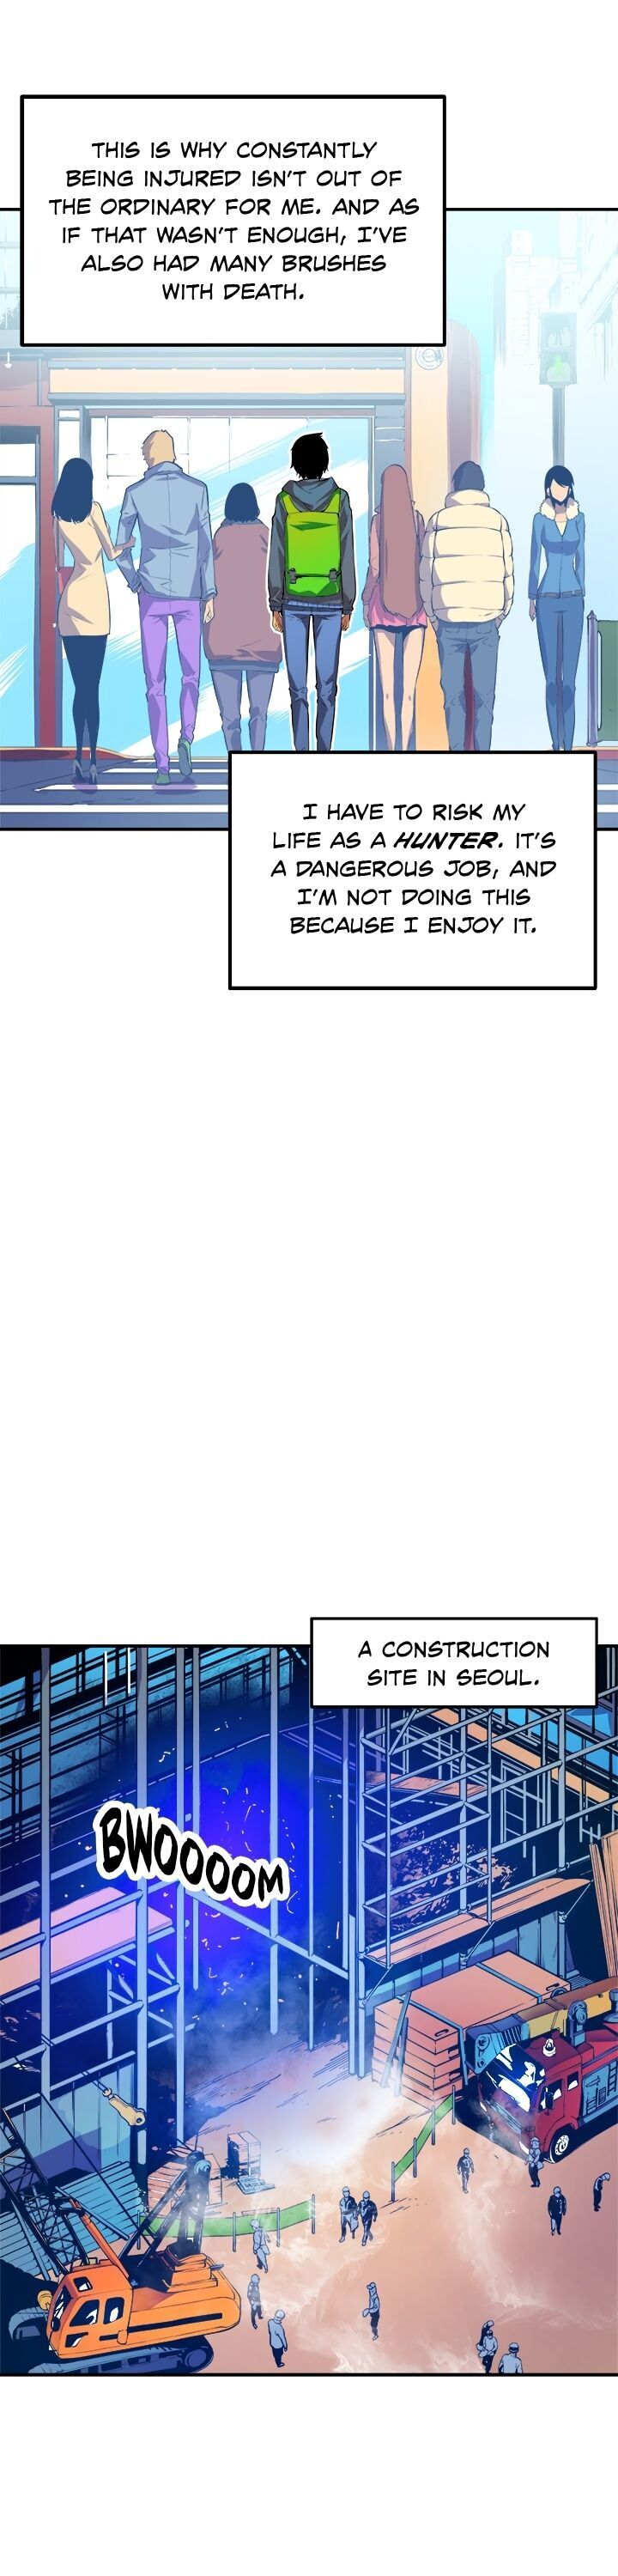 THIS IS WHY CONSTANTLY
BEING INJURED ISN'T OUT OF
THE ORDINARY FOR ME. AND AS
IF THAT WASN'T ENOUGH, I'VE
ALSO HAD MANY BRUSHES
WITH DEATH.
I HAVE TO RISK MY
LIFE AS A HUNTER. IT'S
A DANGEROUS JOB, AND
I'M NOT DOING THIS
BECAUSE I ENJOY IT.
A CONSTRUCTION
SITE IN SEOUL.
BWOOOOM